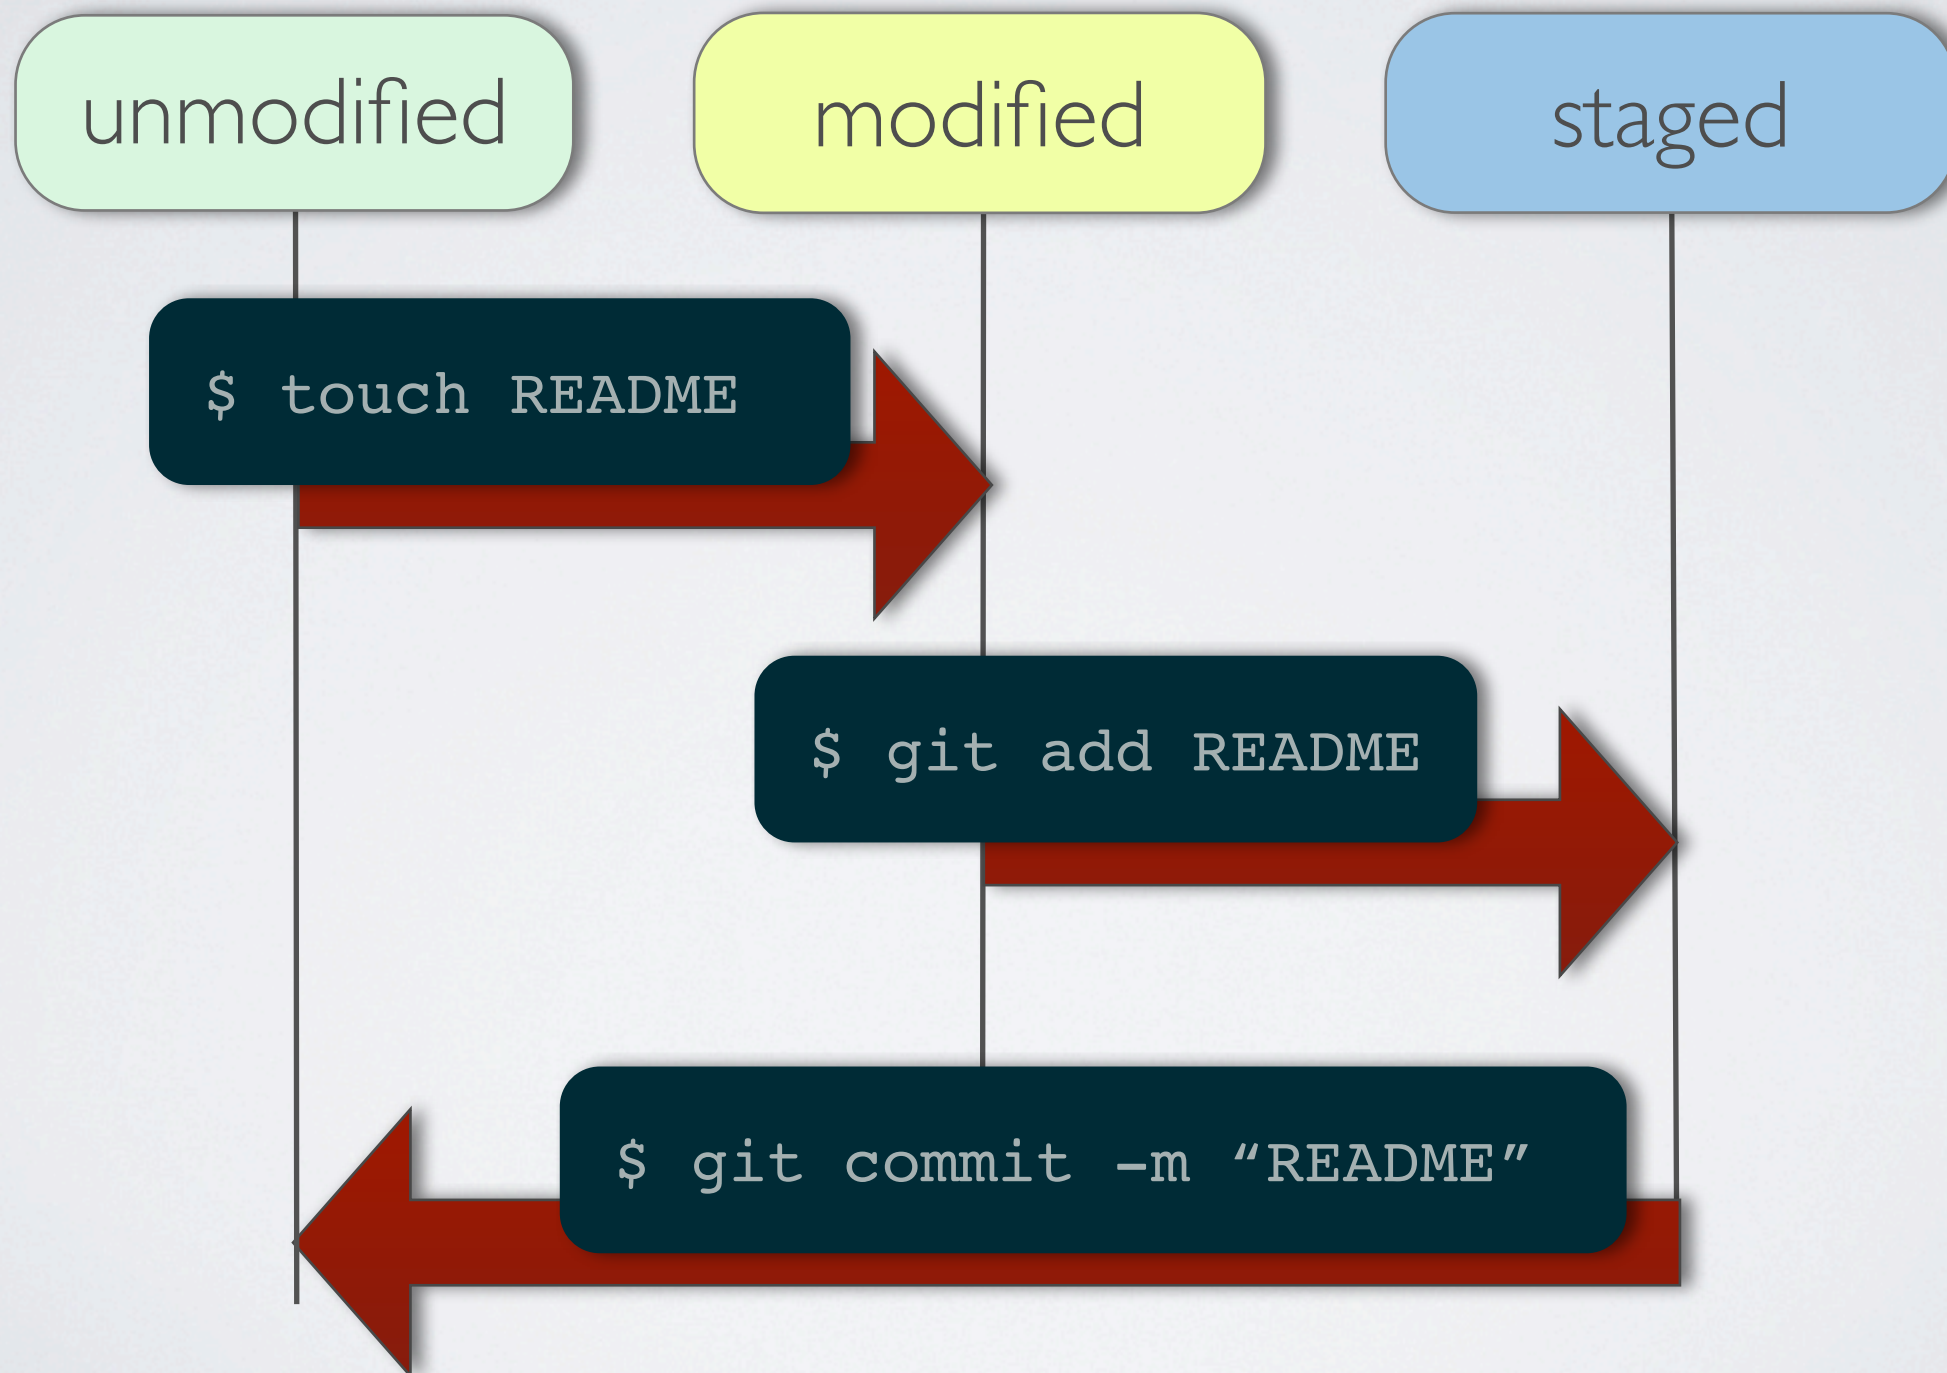 unmodified
modified
staged
$ touch README
$ git add README
$ git commit –m “README”